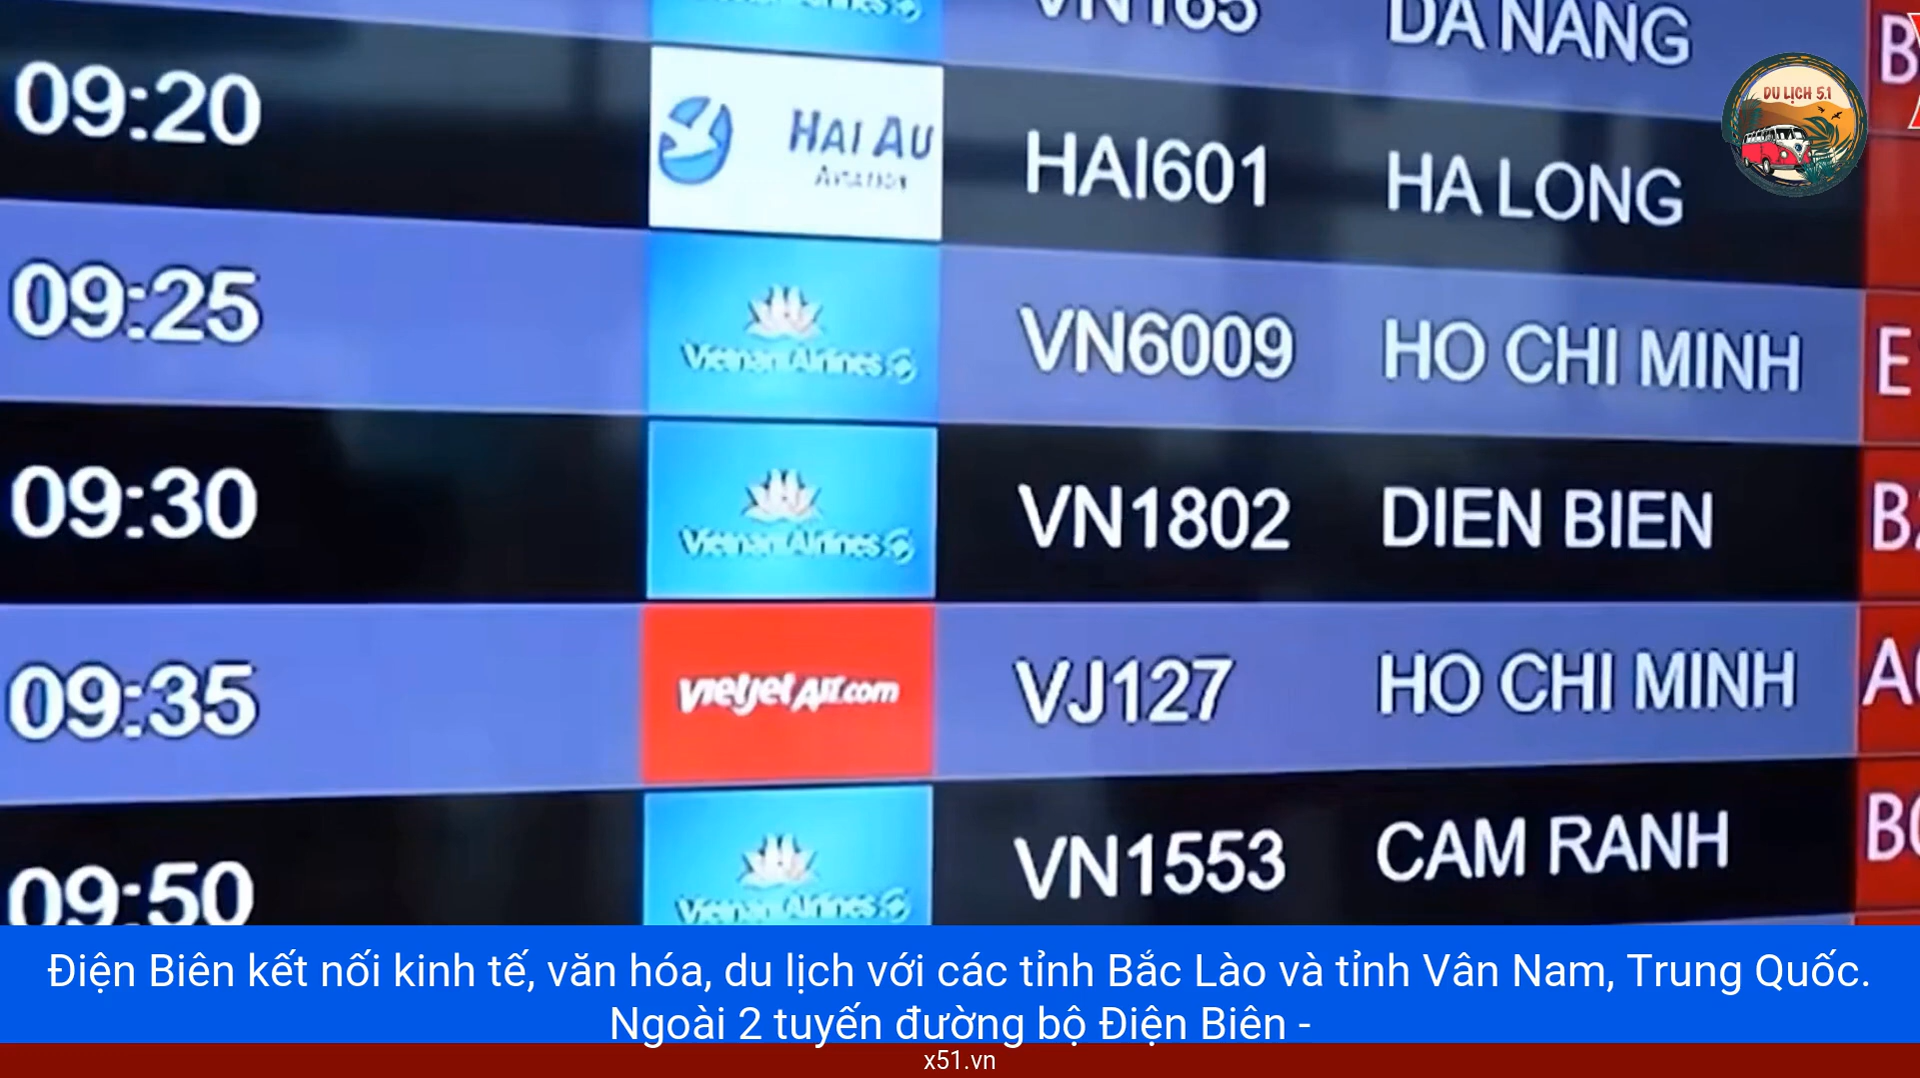 VN165 DA NANG B
DU LỊCH 5.1
09:20 HAI AU AVIATION HAI601 HA LONG
09:25 Vietnam Airlines VN6009 HO CHI MINH E
09:30 Vietnam Airlines VN1802 DIEN BIEN B2
09:35 vietjetAir.com VJ127 HO CHI MINH A
09:50 Vietnam Airlines VN1553 CAM RANH B
Điện Biên kết nối kinh tế, văn hóa, du lịch với các tỉnh Bắc Lào và tỉnh Vân Nam, Trung Quốc.
Ngoài 2 tuyến đường bộ Điện Biên -
x51.vn